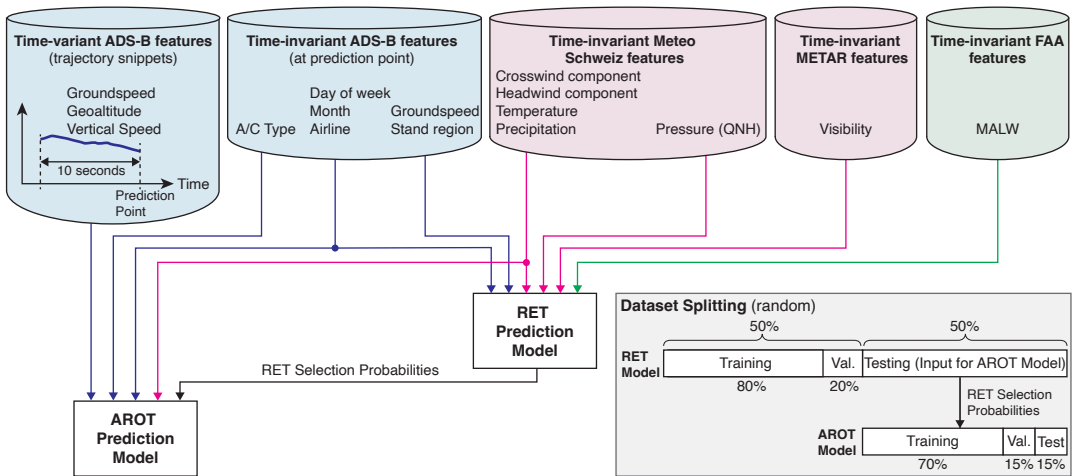 Time-variant ADS-B features
(trajectory snippets)
Groundspeed
Geoaltitude
Vertical Speed
10 seconds
Time
Prediction
Point
Time-invariant ADS-B features
(at prediction point)
A/C Type
Day of week
Month
Airline
Groundspeed
Stand region
Time-invariant Meteo
Schweiz features
Crosswind component
Headwind component
Temperature
Precipitation
Pressure (QNH)
Time-invariant
METAR features
Visibility
Time-invariant FAA
features
MALW
RET
Prediction
Model
RET Selection Probabilities
AROT
Prediction
Model
Dataset Splitting (random)
50%
50%
RET
Model
Training
Val.
Testing (Input for AROT Model)
80%
20%
RET Selection
Probabilities
AROT
Model
Training
Val.
Test
70%
15%
15%